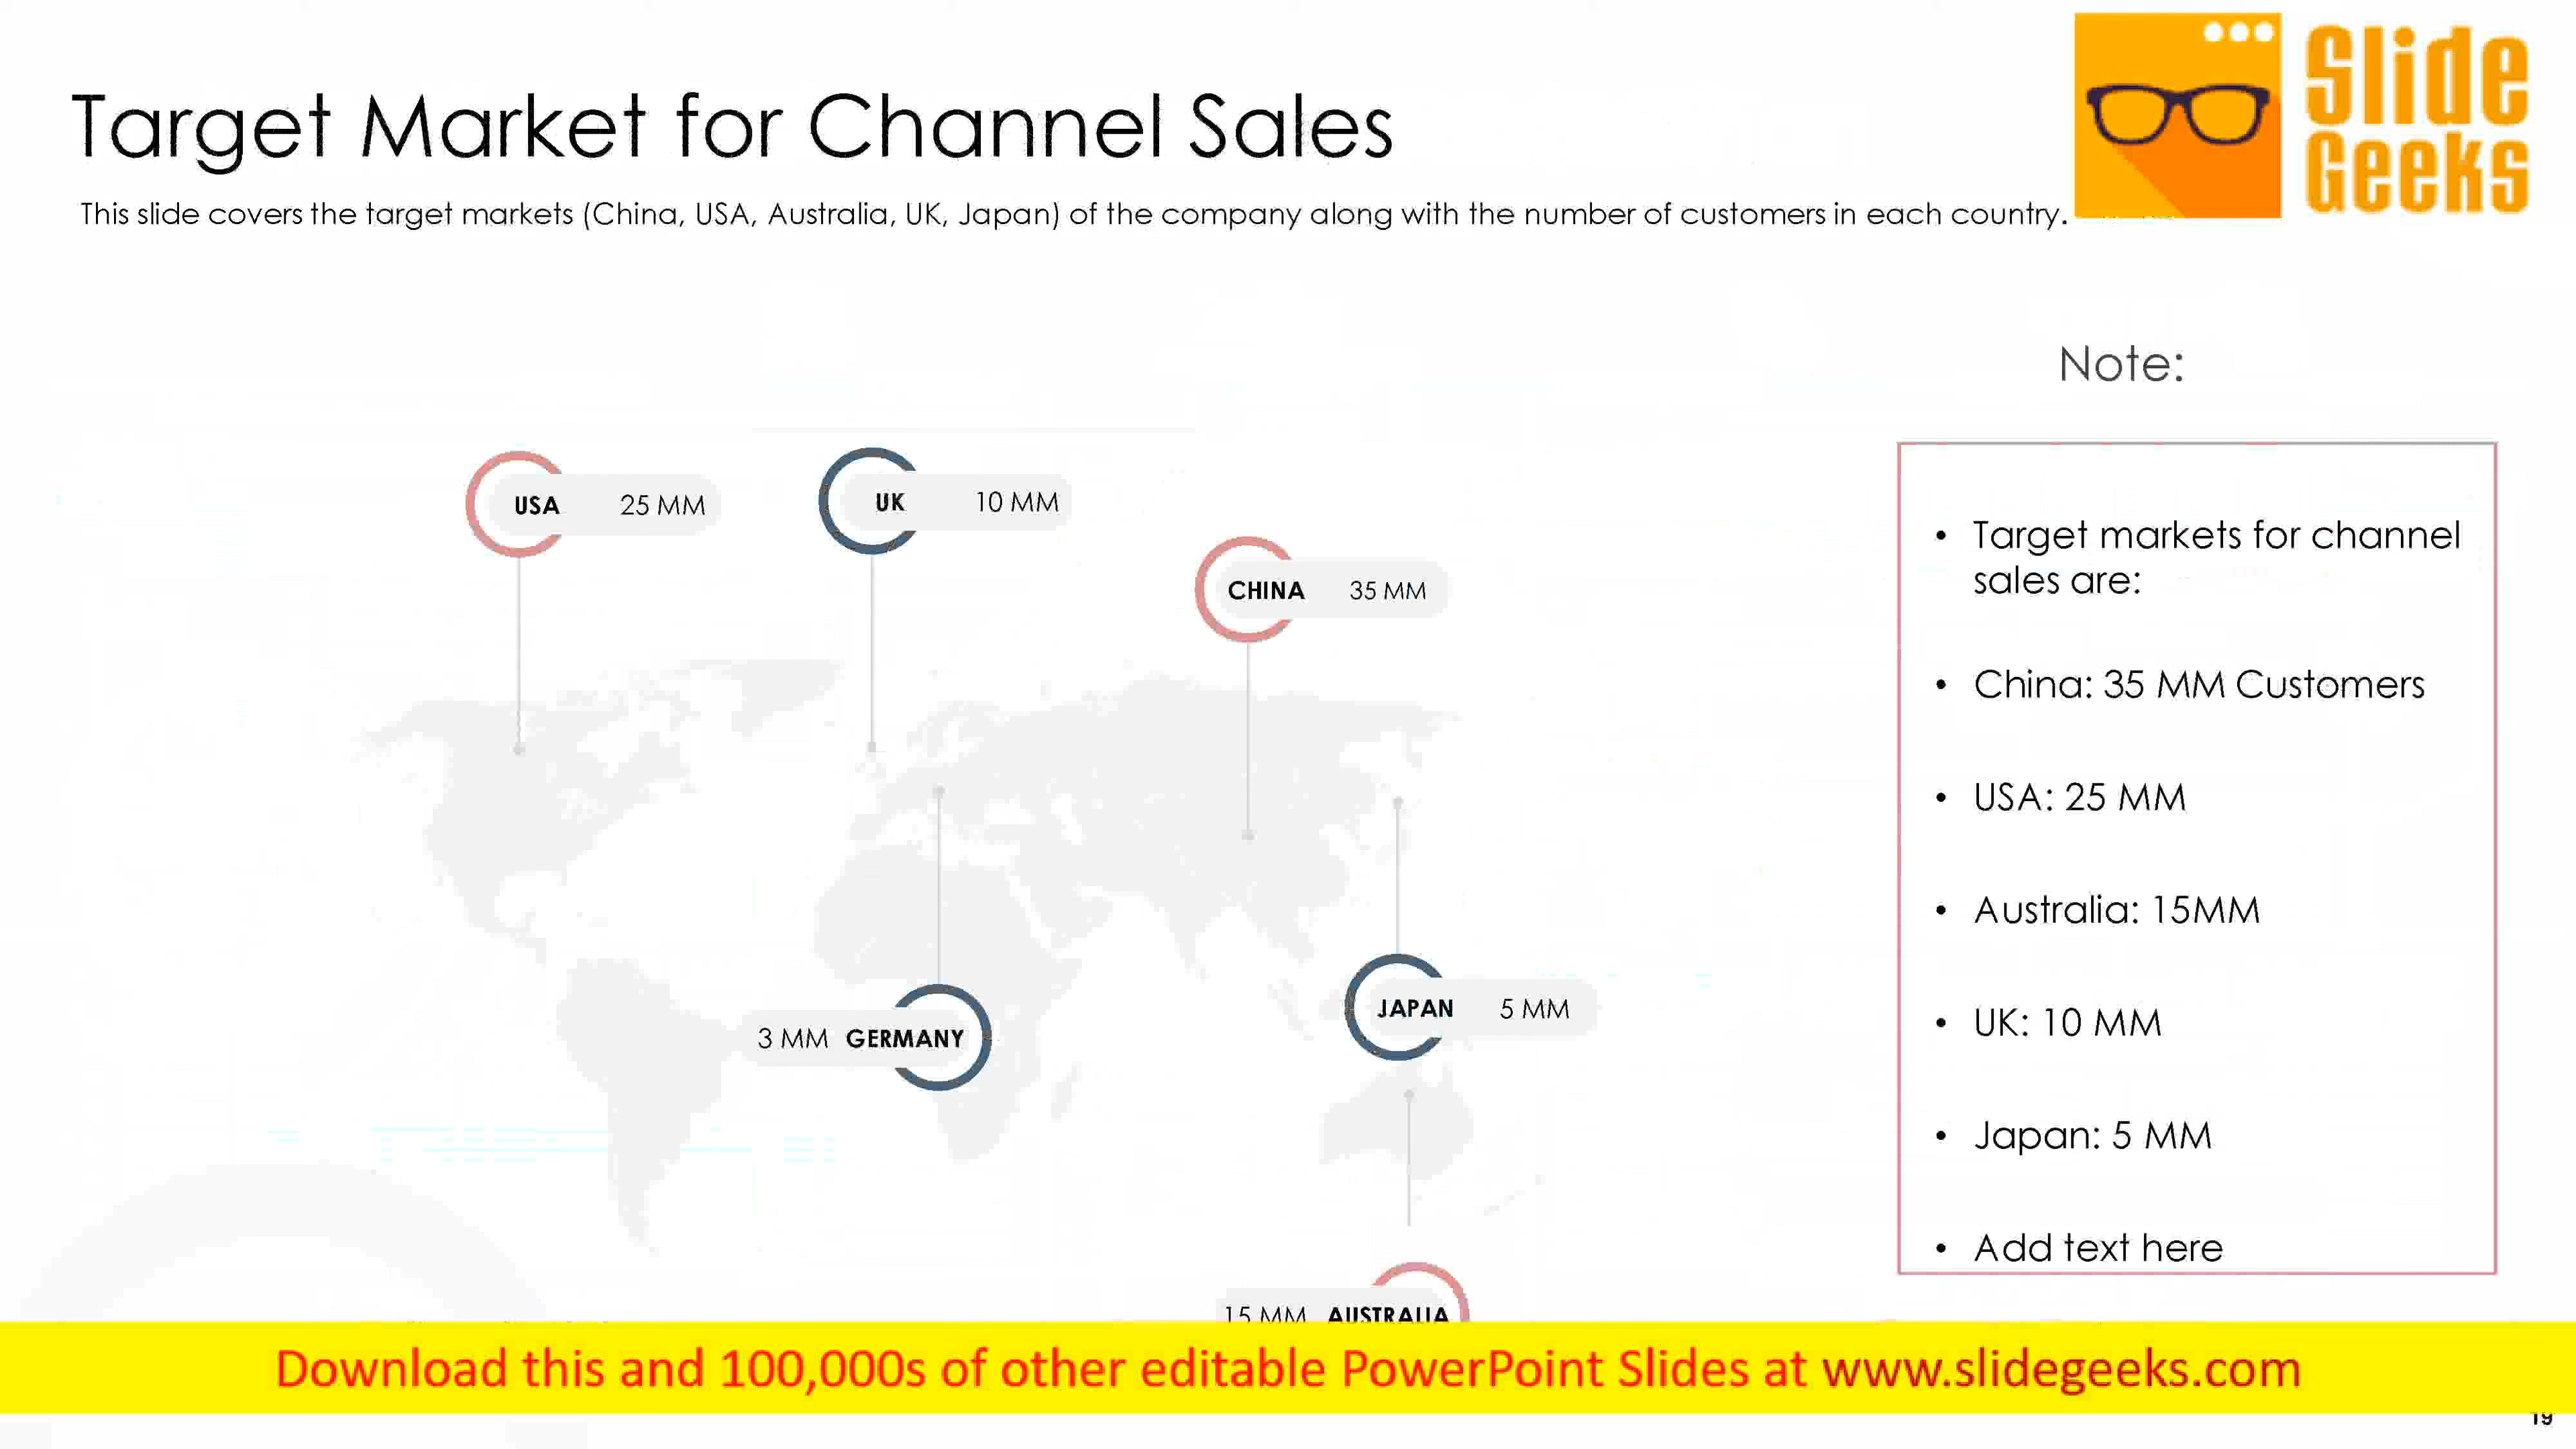 Slide
Geeks
Target Market for Channel Sales
This slide covers the target markets (China, USA, Australia, UK, Japan) of the company along with the number of customers in each country.
USA 25 MM
UK 10 MM
CHINA 35 MM
3 MM GERMANY
JAPAN 5 MM
15 MM AUSTRALIA
Note:
• Target markets for channel
sales are:
• China: 35 MM Customers
• USA: 25 MM
• Australia: 15MM
• UK: 10 MM
• Japan: 5 MM
• Add text here
Download this and 100,000s of other editable PowerPoint Slides at www.slidegeeks.com
19